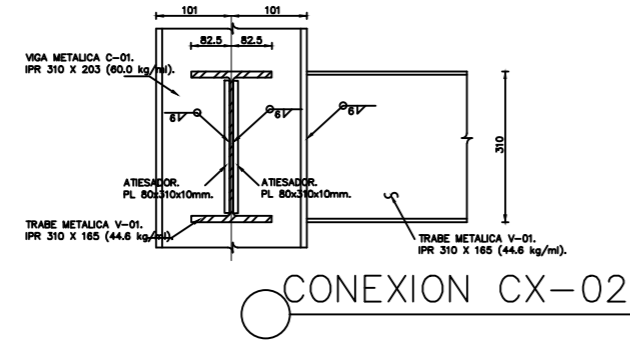 101 101
82.5 82.5
VIGA METALICA C-01.
IPR 310 X 203 (60.0 kg/ml).
6 6 6
310
ATIESADOR. ATIESADOR.
PL 80x310x10mm. PL 80x310x10mm.
TRABE METALICA V-01.
IPR 310 X 165 (44.6 kg/ml).
TRABE METALICA V-01.
IPR 310 X 165 (44.6 kg/ml).
CONEXION CX-02